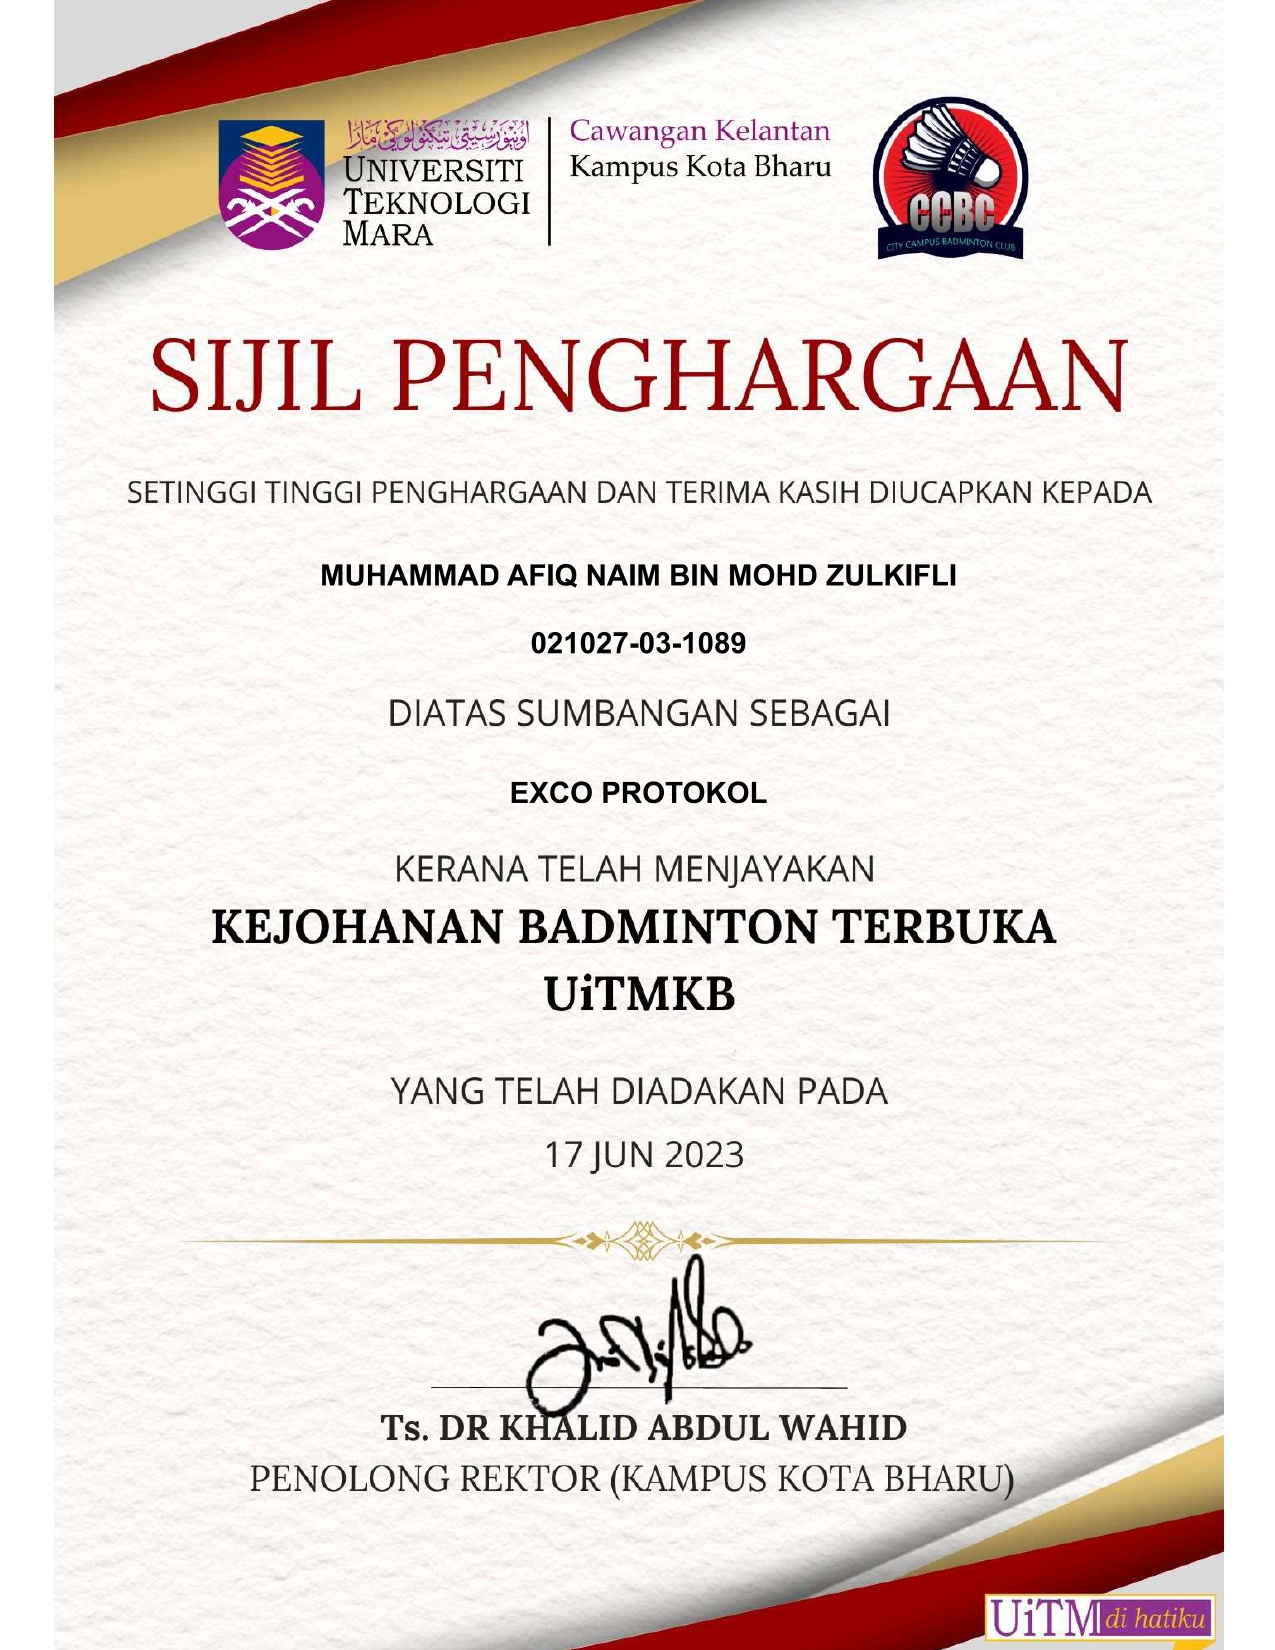 اونيۏرسيتي تيكنولوڬي مارا
UNIVERSITI
TEKNOLOGI
MARA
Cawangan Kelantan
Kampus Kota Bharu
CCBC
CITY CAMPUS BADMINTON CLUB
SIJIL PENGHARGAAN
SETINGGI TINGGI PENGHARGAAN DAN TERIMA KASIH DIUCAPKAN KEPADA
MUHAMMAD AFIQ NAIM BIN MOHD ZULKIFLI
021027-03-1089
DIATAS SUMBANGAN SEBAGAI
EXCO PROTOKOL
KERANA TELAH MENJAYAKAN
KEJOHANAN BADMINTON TERBUKA
UiTMKB
YANG TELAH DIADAKAN PADA
17 JUN 2023
Ts. DR KHALID ABDUL WAHID
PENOLONG REKTOR (KAMPUS KOTA BHARU)
UiTM di hatiku